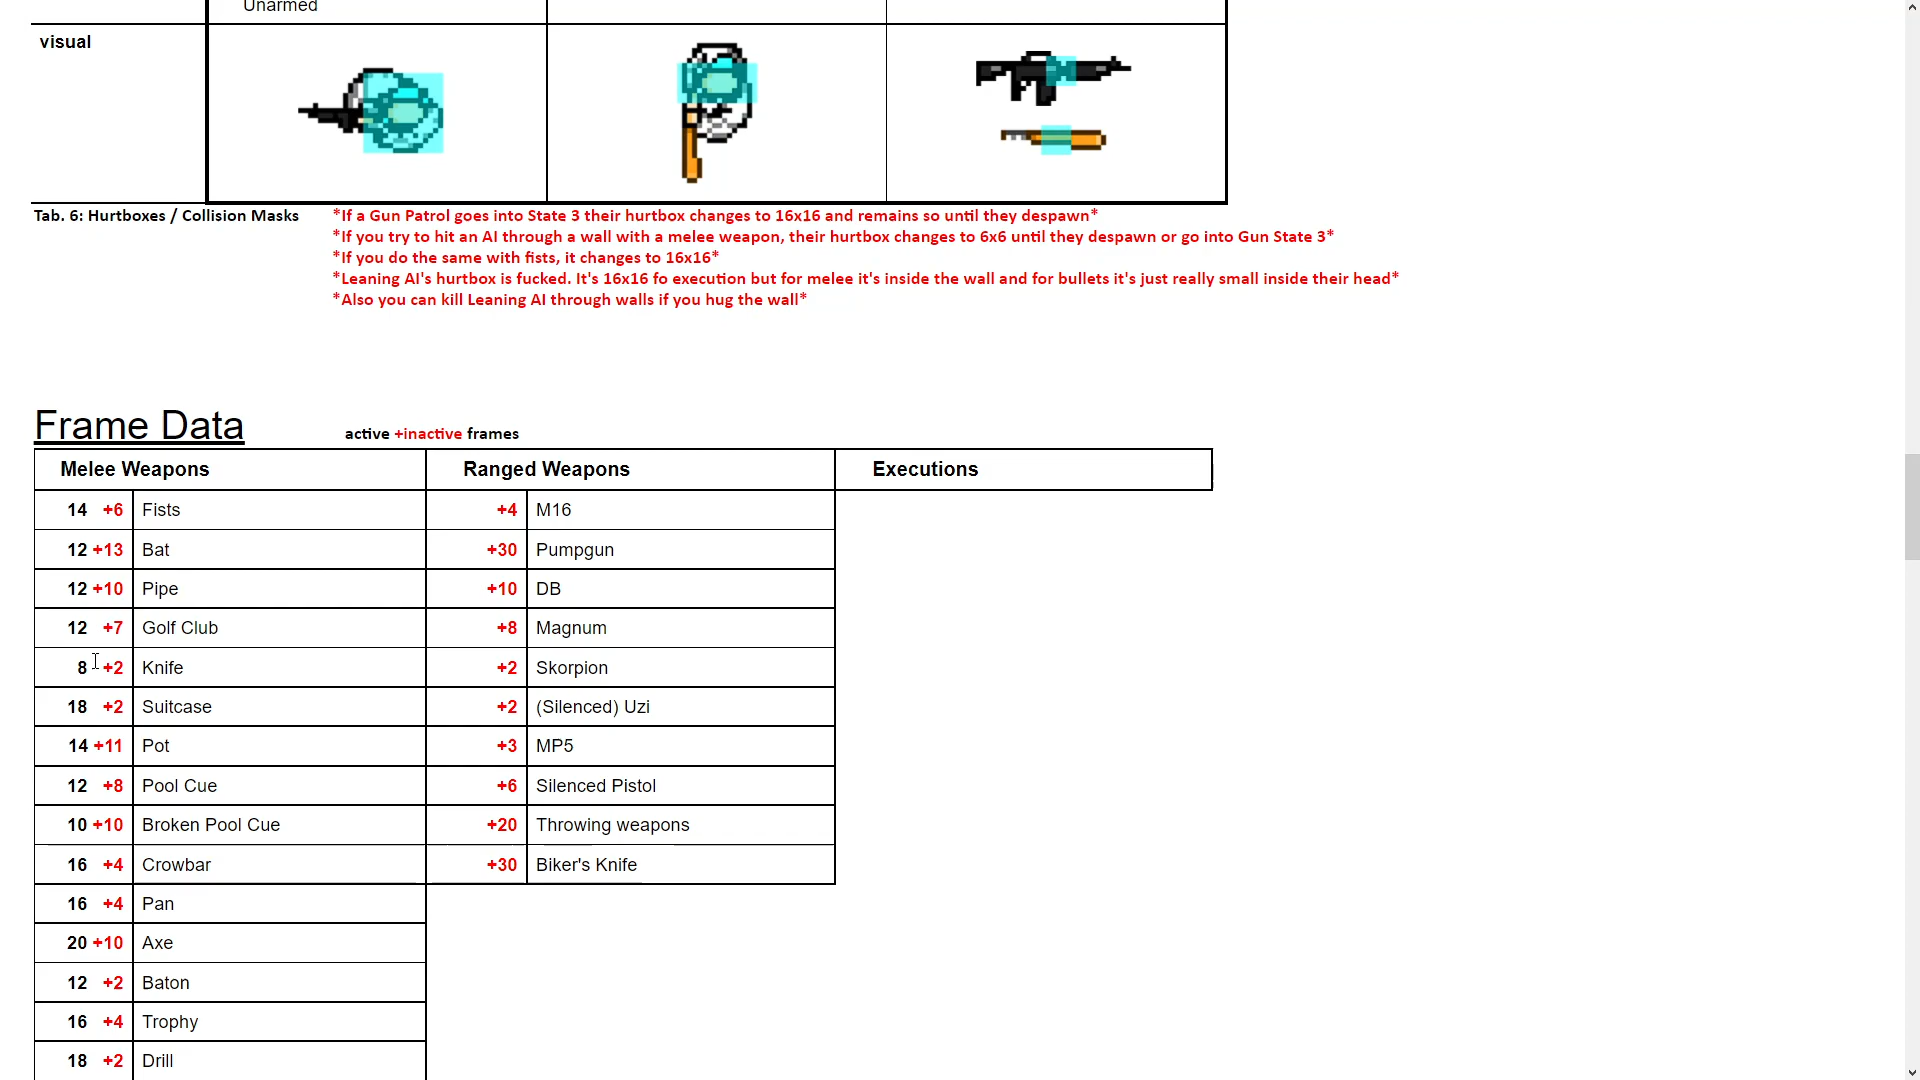 Unarmed
visual
Tab. 6: Hurtboxes / Collision Masks *If a Gun Patrol goes into State 3 their hurtbox changes to 16x16 and remains so until they despawn*
*If you try to hit an AI through a wall with a melee weapon, their hurtbox changes to 6x6 until they despawn or go into Gun State 3*
*If you do the same with fists, it changes to 16x16*
*Leaning AI's hurtbox is fucked. It's 16x16 fo execution but for melee it's inside the wall and for bullets it's just really small inside their head*
*Also you can kill Leaning AI through walls if you hug the wall*
Frame Data active +inactive frames
Melee Weapons Ranged Weapons Executions
14 +6 Fists +4 M16
12 +13 Bat +30 Pumpgun
12 +10 Pipe +10 DB
12 +7 Golf Club +8 Magnum
8 +2 Knife +2 Skorpion
18 +2 Suitcase +2 (Silenced) Uzi
14 +11 Pot +3 MP5
12 +8 Pool Cue +6 Silenced Pistol
10 +10 Broken Pool Cue +20 Throwing weapons
16 +4 Crowbar +30 Biker's Knife
16 +4 Pan
20 +10 Axe
12 +2 Baton
16 +4 Trophy
18 +2 Drill